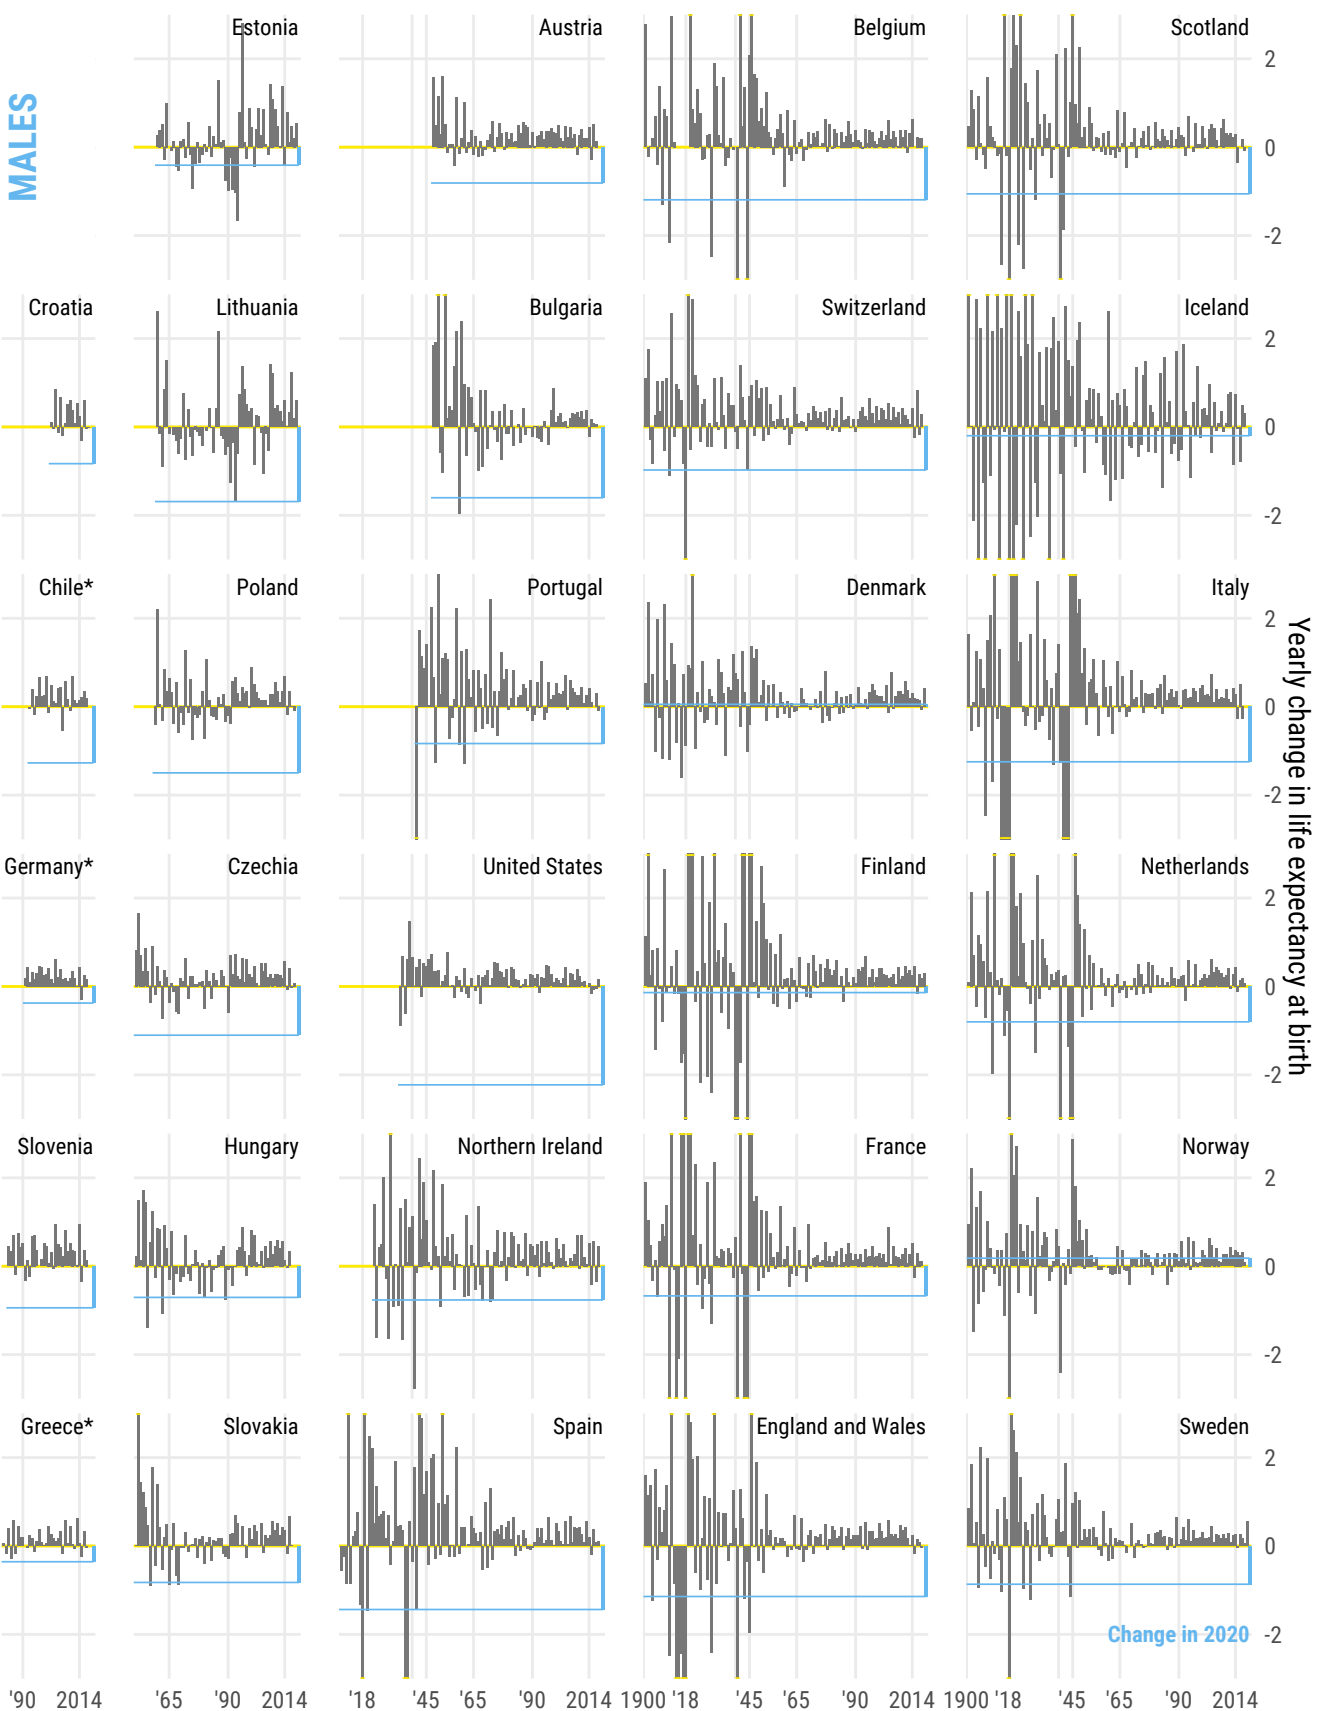 MALES
Estonia
Austria
Belgium
Scotland
2
0
-2
Croatia
Lithuania
Bulgaria
Switzerland
Iceland
2
0
-2
Chile*
Poland
Portugal
Denmark
Italy
2
0
-2
Yearly change in life expectancy at birth
Germany*
Czechia
United States
Finland
Netherlands
2
0
-2
Slovenia
Hungary
Northern Ireland
France
Norway
2
0
-2
Greece*
Slovakia
Spain
England and Wales
Sweden
2
0
-2
Change in 2020
'90 2014
'65 '90 2014
'18 '45 '65 '90 2014
1900 '18 '45 '65 '90 2014
1900 '18 '45 '65 '90 2014